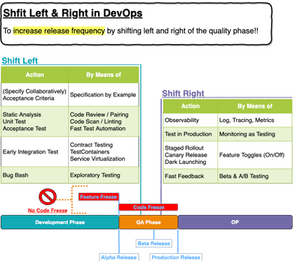 Shfit Left & Right in DevOps
To increase release frequency by shifting left and right of the quality phase!!
Shift Left
Action By Means of
(Specify Collaboratively) Acceptance Criteria Specification by Example
Static Analysis Code Review / Pairing
Unit Test Code Scan / Linting
Acceptance Test Fast Test Automation
Early Integration Test Contract Testing
TestContainers
Service Virtualization
Bug Bash Exploratory Testing
Shift Right
Action By Means of
Observability Log, Tracing, Metrics
Test in Production Monitoring as Testing
Staged Rollout
Canary Release Feature Toggles (On/Off)
Dark Launching
Fast Feedback Beta & A/B Testing
No Code Freeze
Feature Freeze
Code Freeze
Development Phase QA Phase OP
Beta Release
Alpha Release Production Release